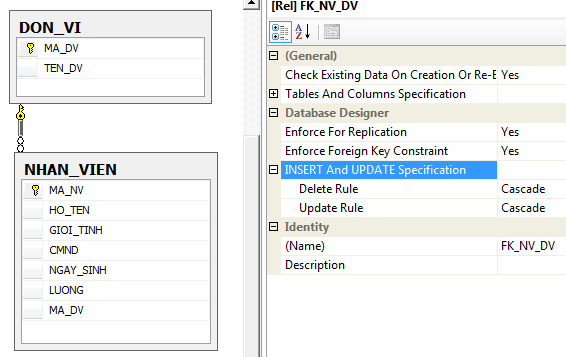 DON_VI
MA_DV
TEN_DV
NHAN_VIEN
MA_NV
HO_TEN
GIOI_TINH
CMND
NGAY_SINH
LUONG
MA_DV
[Rel] FK_NV_DV
(General)
Check Existing Data On Creation Or Re-E Yes
Tables And Columns Specification
Database Designer
Enforce For Replication Yes
Enforce Foreign Key Constraint Yes
INSERT And UPDATE Specification
Delete Rule Cascade
Update Rule Cascade
Identity
(Name) FK_NV_DV
Description